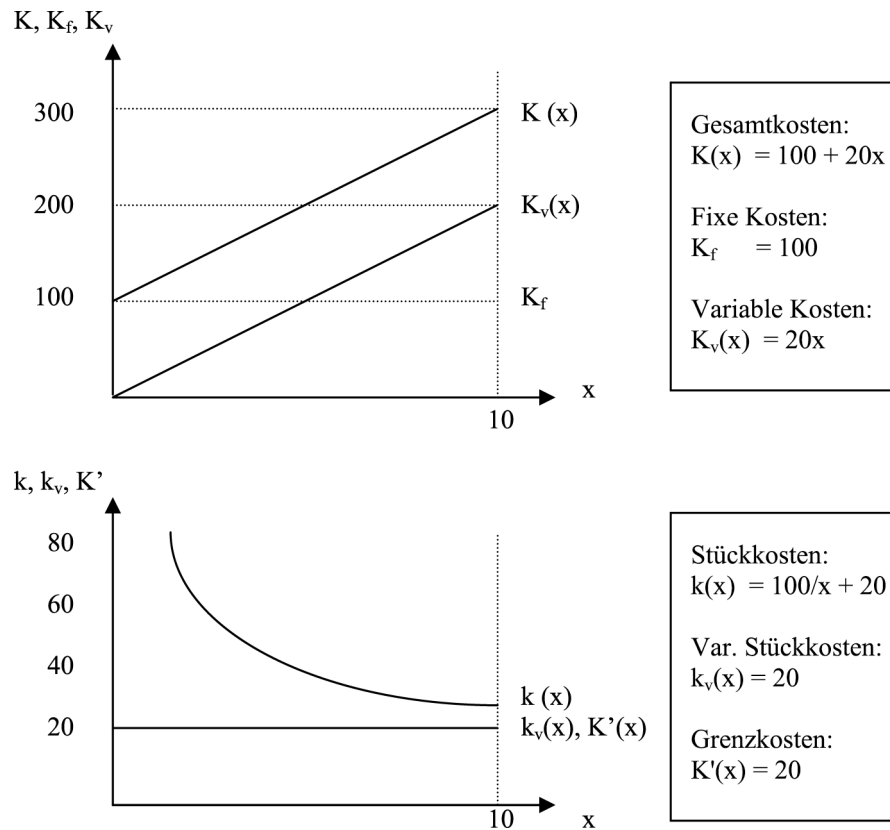 K, Kf, Kv
300
200
100
K (x)
Kv(x)
Kf
10
x
Gesamtkosten:
K(x) = 100 + 20x
Fixe Kosten:
Kf = 100
Variable Kosten:
Kv(x) = 20x
k, kv, K’
80
60
40
20
k (x)
kv(x), K’(x)
10
x
Stückkosten:
k(x) = 100/x + 20
Var. Stückkosten:
kv(x) = 20
Grenzkosten:
K'(x) = 20